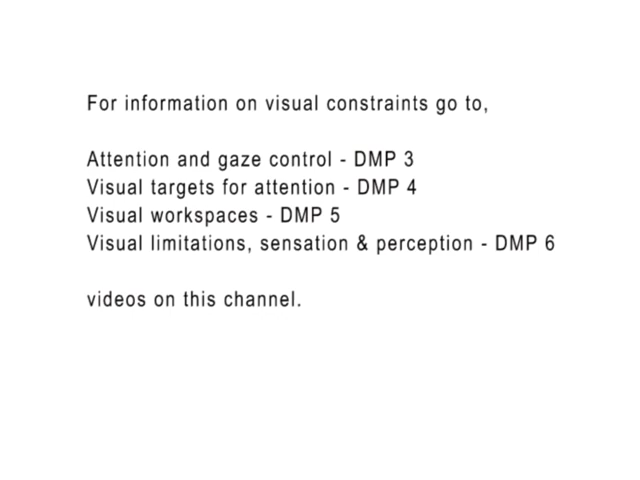 For information on visual constraints go to,
Attention and gaze control - DMP 3
Visual targets for attention - DMP 4
Visual workspaces - DMP 5
Visual limitations, sensation & perception - DMP 6
videos on this channel.